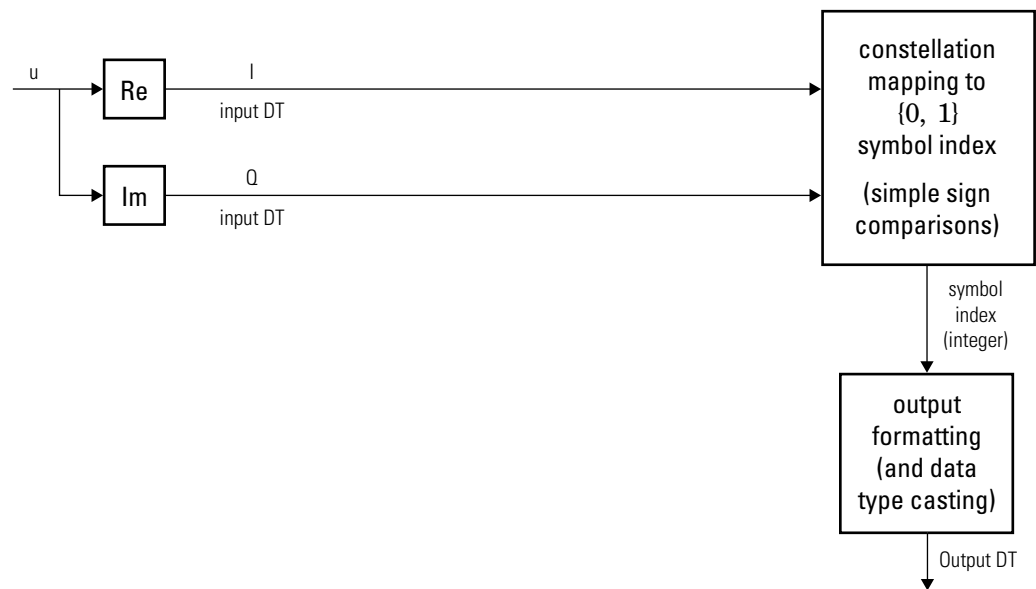 u
Re
I
input DT
Im
Q
input DT
constellation
mapping to
{0, 1}
symbol index
(simple sign
comparisons)
symbol
index
(integer)
output
formatting
(and data
type casting)
Output DT